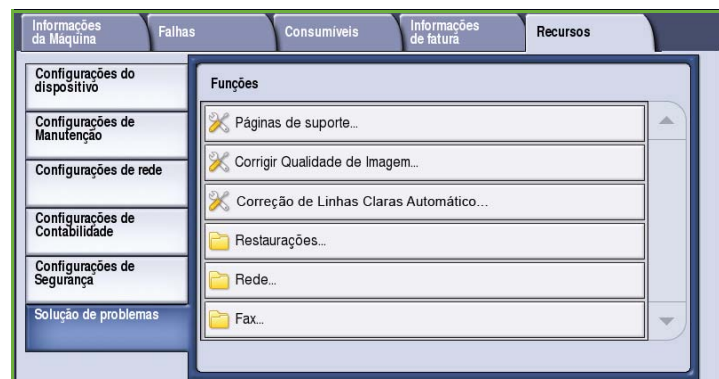 Informações
da Máquina
Falhas
Consumíveis
Informações
de fatura
Recursos
Configurações do
dispositivo
Configurações de
Manutenção
Configurações de rede
Configurações de
Contabilidade
Configurações de
Segurança
Solução de problemas
Funções
Páginas de suporte...
Corrigir Qualidade de Imagem...
Correção de Linhas Claras Automático...
Restaurações...
Rede...
Fax...